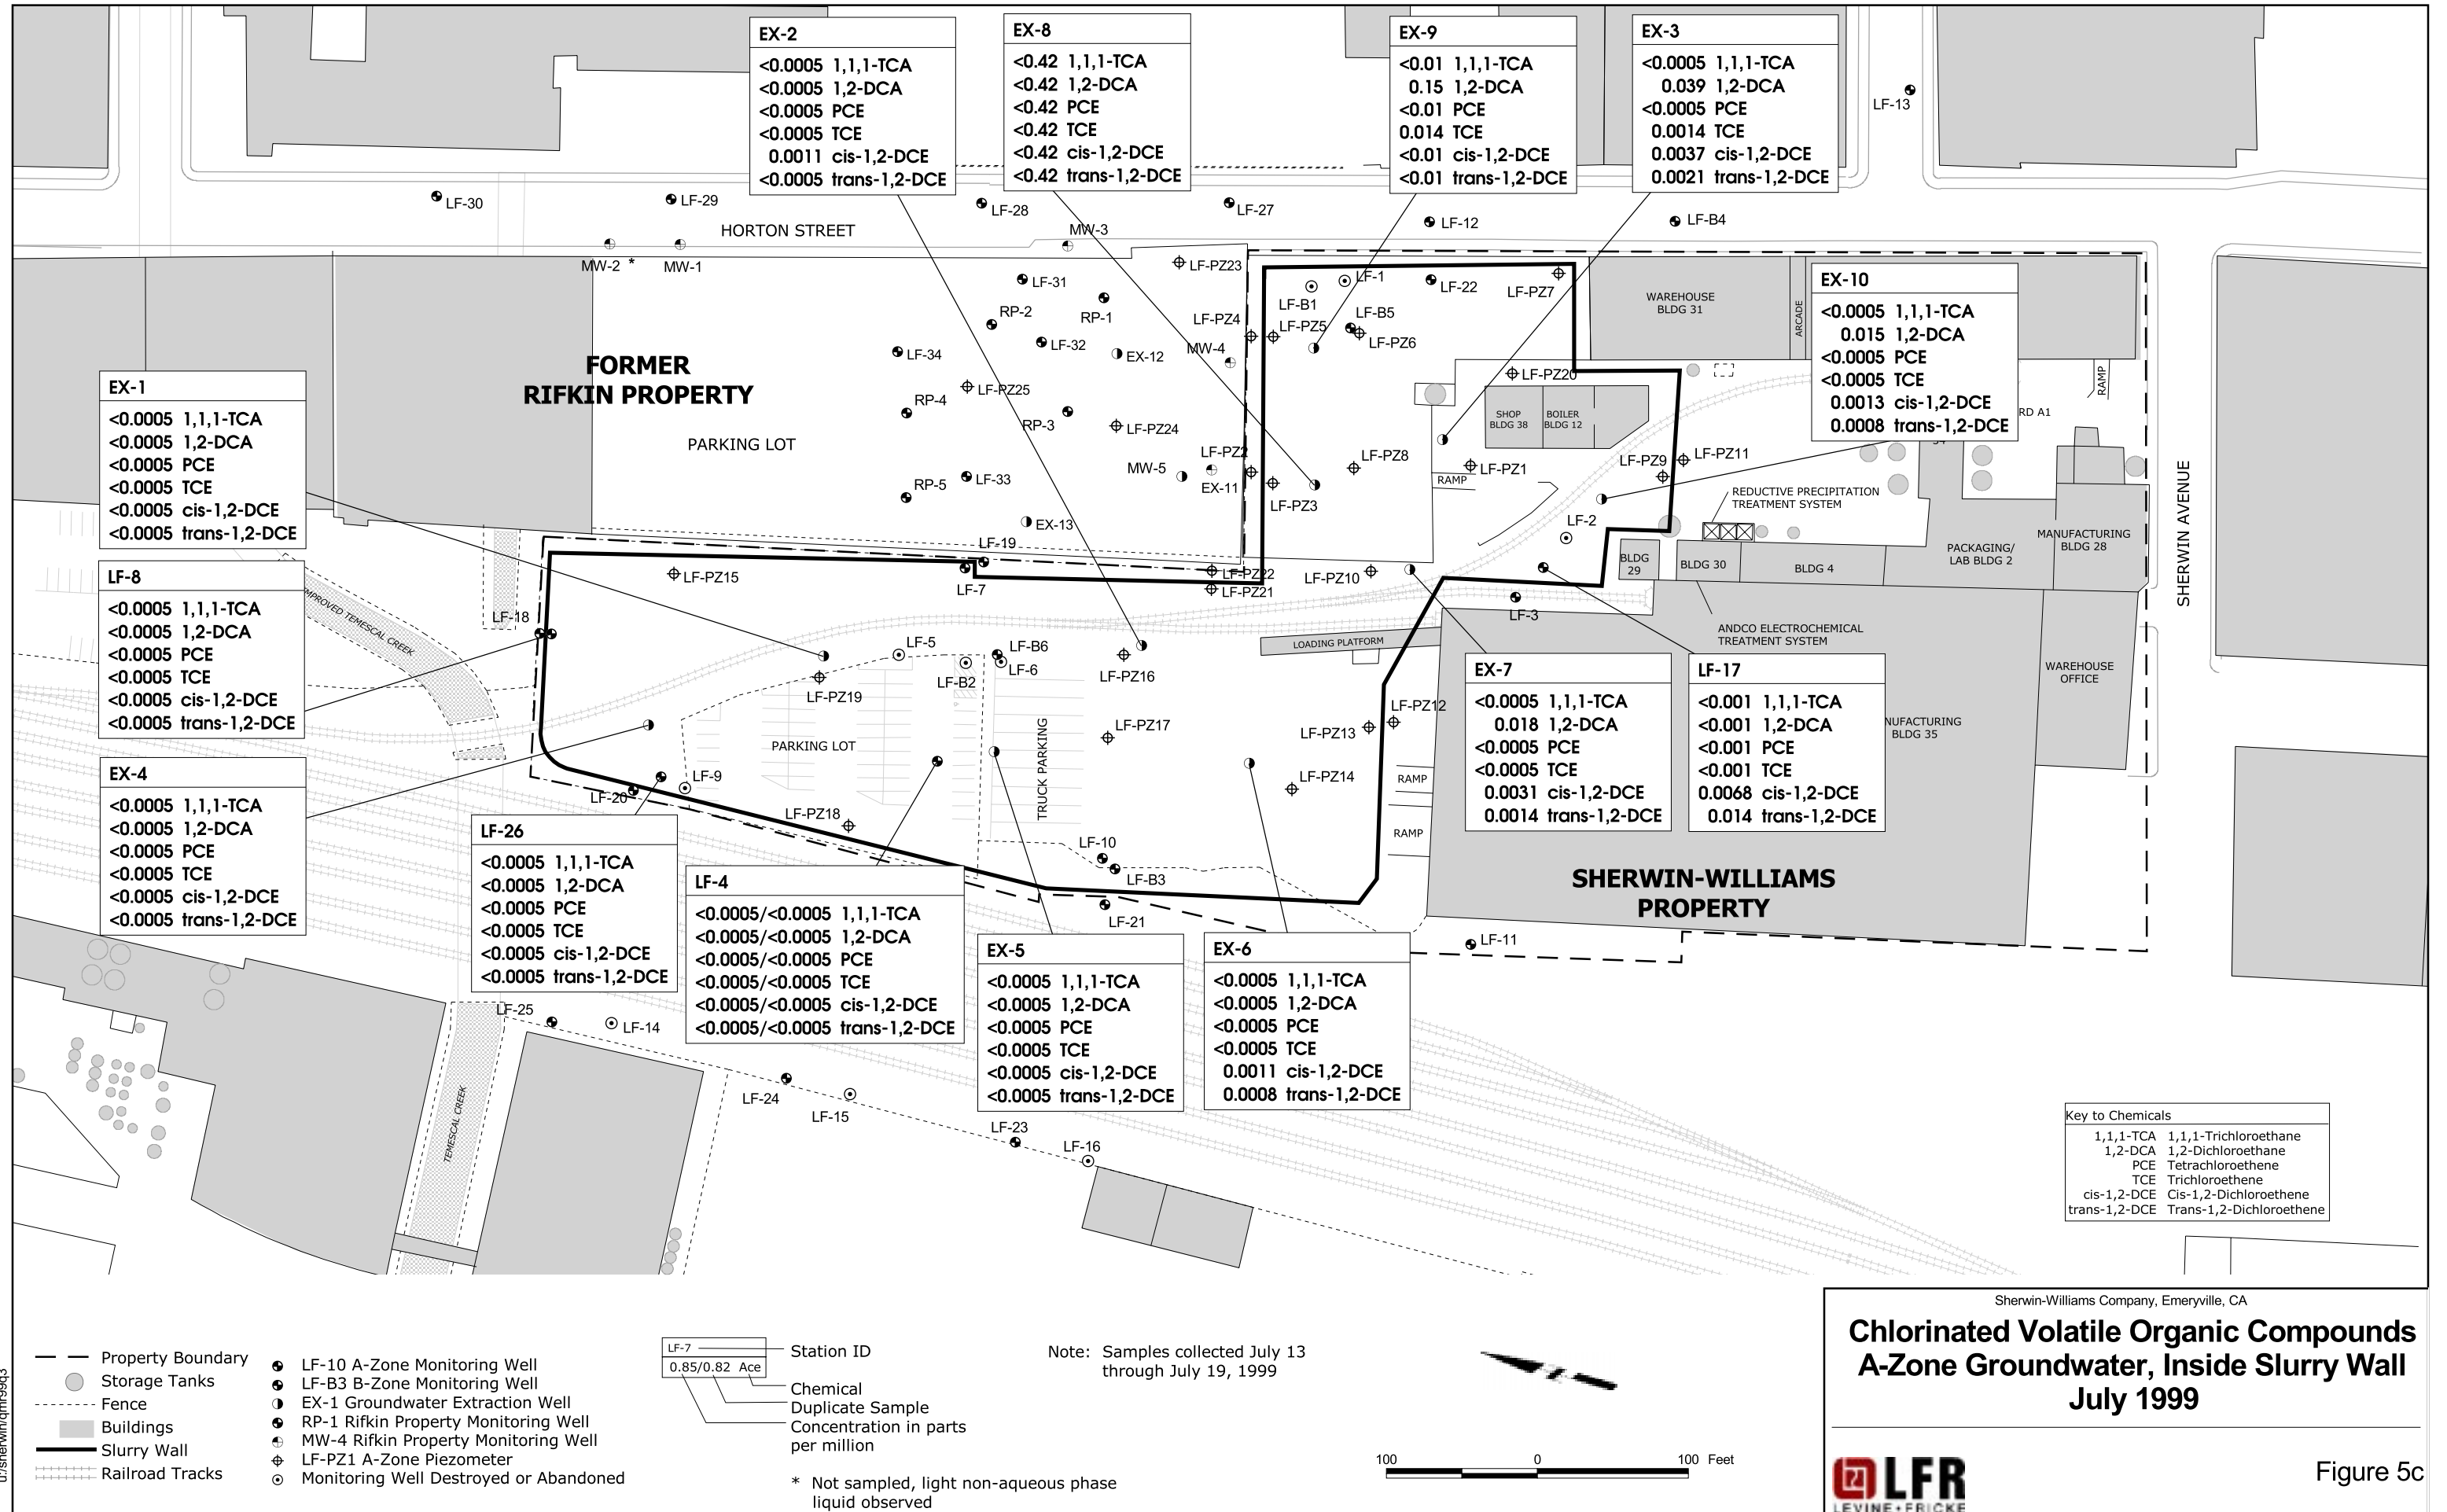 EX-2
<0.0005 1,1,1-TCA
<0.0005 1,2-DCA
<0.0005 PCE
<0.0005 TCE
0.0011 cis-1,2-DCE
<0.0005 trans-1,2-DCE
EX-8
<0.42 1,1,1-TCA
<0.42 1,2-DCA
<0.42 PCE
<0.42 TCE
<0.42 cis-1,2-DCE
<0.42 trans-1,2-DCE
EX-9
<0.01 1,1,1-TCA
0.15 1,2-DCA
<0.01 PCE
0.014 TCE
<0.01 cis-1,2-DCE
<0.01 trans-1,2-DCE
EX-3
<0.0005 1,1,1-TCA
0.039 1,2-DCA
<0.0005 PCE
0.0014 TCE
0.0037 cis-1,2-DCE
0.0021 trans-1,2-DCE
LF-13
LF-30
LF-29
LF-28
LF-27
LF-12
LF-B4
HORTON STREET
MW-3
MW-2 *
MW-1
LF-PZ23
LF-31
RP-2
RP-1
LF-32
LF-34
EX-12
LF-PZ4
MW-4
LF-B1
LF-1
LF-PZ5
LF-B5
LF-PZ6
LF-22
LF-PZ7
WAREHOUSE
BLDG 31
ARCADE
EX-10
<0.0005 1,1,1-TCA
0.015 1,2-DCA
<0.0005 PCE
<0.0005 TCE
0.0013 cis-1,2-DCE
0.0008 trans-1,2-DCE
RAMP
RD A1
FORMER
RIFKIN PROPERTY
PARKING LOT
LF-PZ25
RP-4
RP-3
LF-PZ24
LF-PZ2
MW-5
EX-11
LF-33
RP-5
EX-13
LF-19
LF-PZ3
LF-PZ8
LF-PZ20
SHOP
BLDG 38
BOILER
BLDG 12
LF-PZ1
RAMP
LF-PZ9
LF-PZ11
REDUCTIVE PRECIPITATION
TREATMENT SYSTEM
LF-2
BLDG
29
BLDG 30
BLDG 4
PACKAGING/
LAB BLDG 2
MANUFACTURING
BLDG 28
SHERWIN AVENUE
EX-1
<0.0005 1,1,1-TCA
<0.0005 1,2-DCA
<0.0005 PCE
<0.0005 TCE
<0.0005 cis-1,2-DCE
<0.0005 trans-1,2-DCE
LF-8
<0.0005 1,1,1-TCA
<0.0005 1,2-DCA
<0.0005 PCE
<0.0005 TCE
<0.0005 cis-1,2-DCE
<0.0005 trans-1,2-DCE
EX-4
<0.0005 1,1,1-TCA
<0.0005 1,2-DCA
<0.0005 PCE
<0.0005 TCE
<0.0005 cis-1,2-DCE
<0.0005 trans-1,2-DCE
IMPROVED TEMESCAL CREEK
LF-18
LF-PZ15
LF-7
LF-PZ22
LF-PZ21
LF-PZ10
LF-3
LOADING PLATFORM
ANDCO ELECTROCHEMICAL
TREATMENT SYSTEM
WAREHOUSE
OFFICE
LF-5
LF-B2
LF-B6
LF-6
LF-PZ16
LF-PZ19
LF-PZ17
PARKING LOT
TRUCK PARKING
LF-PZ12
LF-PZ13
LF-PZ14
RAMP
RAMP
EX-7
<0.0005 1,1,1-TCA
0.018 1,2-DCA
<0.0005 PCE
<0.0005 TCE
0.0031 cis-1,2-DCE
0.0014 trans-1,2-DCE
LF-17
<0.001 1,1,1-TCA
<0.001 1,2-DCA
<0.001 PCE
<0.001 TCE
0.0068 cis-1,2-DCE
0.014 trans-1,2-DCE
NUFACTURING
BLDG 35
LF-9
LF-20
LF-PZ18
LF-10
LF-B3
LF-21
LF-11
SHERWIN-WILLIAMS
PROPERTY
LF-26
<0.0005 1,1,1-TCA
<0.0005 1,2-DCA
<0.0005 PCE
<0.0005 TCE
<0.0005 cis-1,2-DCE
<0.0005 trans-1,2-DCE
LF-4
<0.0005/<0.0005 1,1,1-TCA
<0.0005/<0.0005 1,2-DCA
<0.0005/<0.0005 PCE
<0.0005/<0.0005 TCE
<0.0005/<0.0005 cis-1,2-DCE
<0.0005/<0.0005 trans-1,2-DCE
EX-5
<0.0005 1,1,1-TCA
<0.0005 1,2-DCA
<0.0005 PCE
<0.0005 TCE
<0.0005 cis-1,2-DCE
<0.0005 trans-1,2-DCE
EX-6
<0.0005 1,1,1-TCA
<0.0005 1,2-DCA
<0.0005 PCE
<0.0005 TCE
0.0011 cis-1,2-DCE
0.0008 trans-1,2-DCE
LF-25
LF-14
LF-24
LF-15
LF-23
LF-16
TEMESCAL CREEK
Key to Chemicals
1,1,1-TCA 1,1,1-Trichloroethane
1,2-DCA 1,2-Dichloroethane
PCE Tetrachloroethene
TCE Trichloroethene
cis-1,2-DCE Cis-1,2-Dichloroethene
trans-1,2-DCE Trans-1,2-Dichloroethene
Property Boundary
Storage Tanks
Fence
Buildings
Slurry Wall
Railroad Tracks
LF-10 A-Zone Monitoring Well
LF-B3 B-Zone Monitoring Well
EX-1 Groundwater Extraction Well
RP-1 Rifkin Property Monitoring Well
MW-4 Rifkin Property Monitoring Well
LF-PZ1 A-Zone Piezometer
Monitoring Well Destroyed or Abandoned
LF-7
0.85/0.82 Ace
Station ID
Chemical
Duplicate Sample
Concentration in parts
per million
* Not sampled, light non-aqueous phase
liquid observed
Note: Samples collected July 13
through July 19, 1999
100 0 100 Feet
Sherwin-Williams Company, Emeryville, CA
Chlorinated Volatile Organic Compounds
A-Zone Groundwater, Inside Slurry Wall
July 1999
Figure 5c
LFR
LEVINE•FRICKE